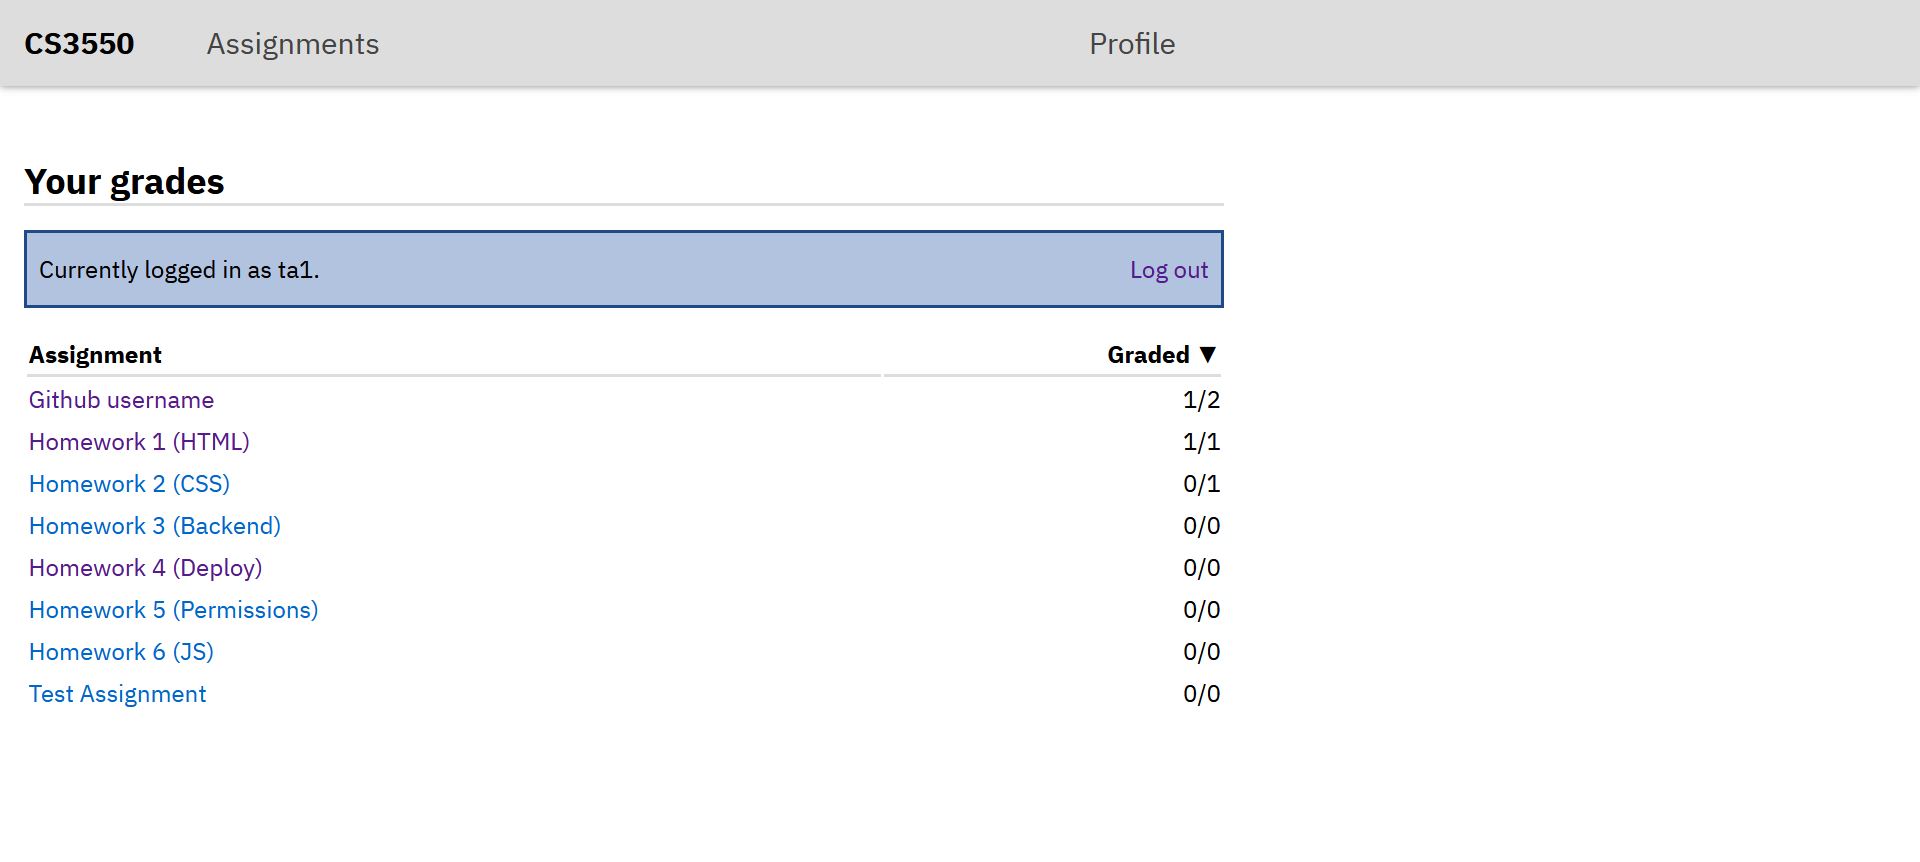 CS3550 Assignments Profile
Your grades
Currently logged in as ta1. Log out
Assignment Graded ▼
Github username 1/2
Homework 1 (HTML) 1/1
Homework 2 (CSS) 0/1
Homework 3 (Backend) 0/0
Homework 4 (Deploy) 0/0
Homework 5 (Permissions) 0/0
Homework 6 (JS) 0/0
Test Assignment 0/0